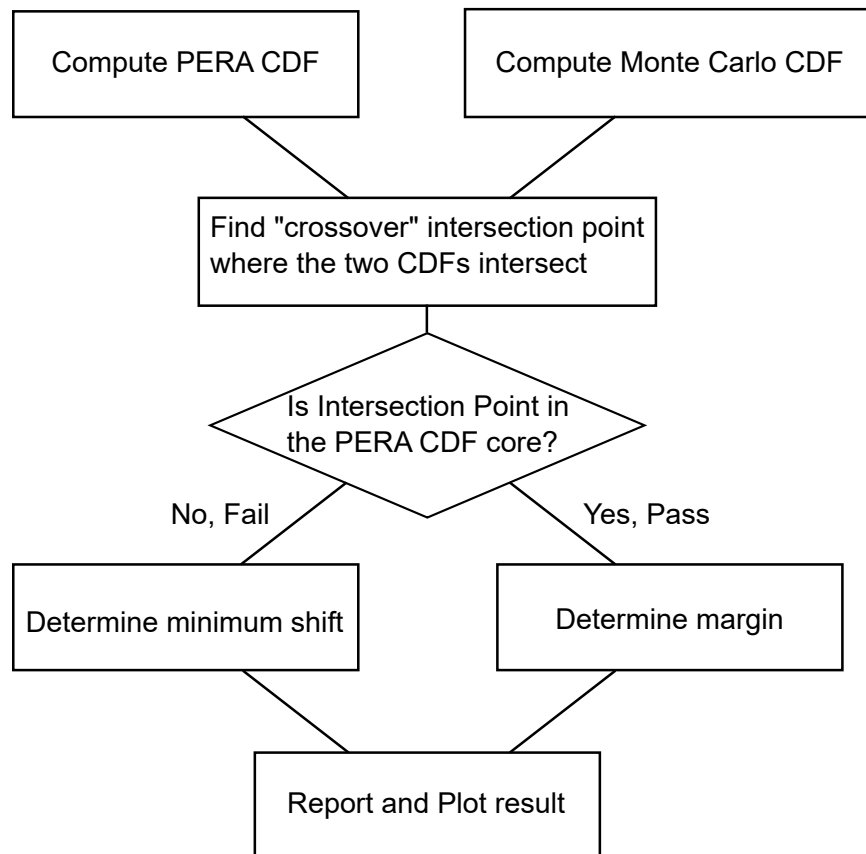 Compute PERA CDF
Compute Monte Carlo CDF
Find "crossover" intersection point
where the two CDFs intersect
Is Intersection Point in
the PERA CDF core?
No, Fail
Yes, Pass
Determine minimum shift
Determine margin
Report and Plot result